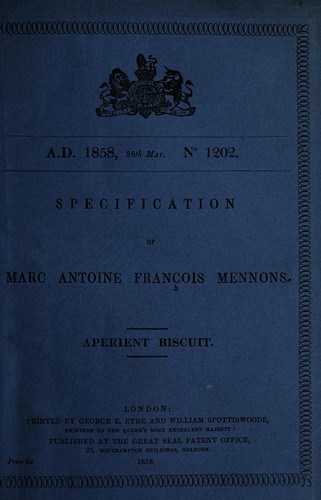 A.D. 1858, 28th Mar. No 1202.
SPECIFICATION
OF
MARC ANTOINE FRANÇOIS MENNONS.
APERIENT BISCUIT.
LONDON:
PRINTED BY GEORGE E. EYRE AND WILLIAM SPOTTISWOODE,
PRINTERS TO THE QUEEN'S MOST EXCELLENT MAJESTY:
PUBLISHED AT THE GREAT SEAL PATENT OFFICE,
25, SOUTHAMPTON BUILDINGS, HOLBORN.
Price
1858.